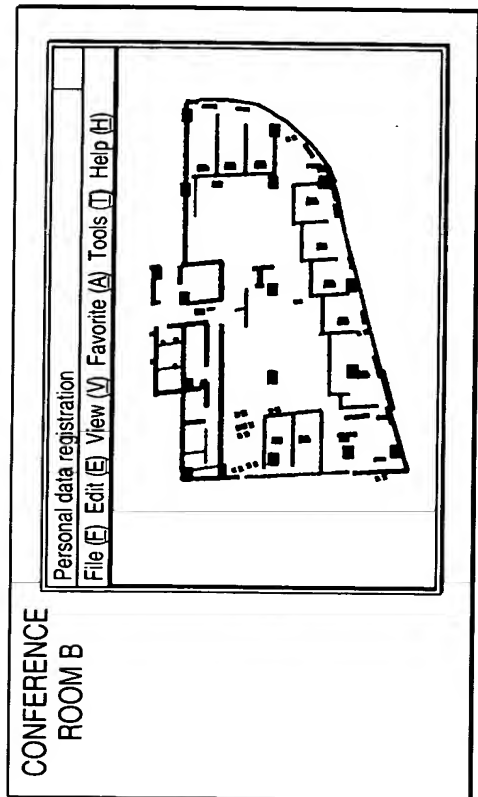 CONFERENCE
ROOM B
Personal data registration
File (F) Edit (E) View (V) Favorite (A) Tools (T) Help (H)